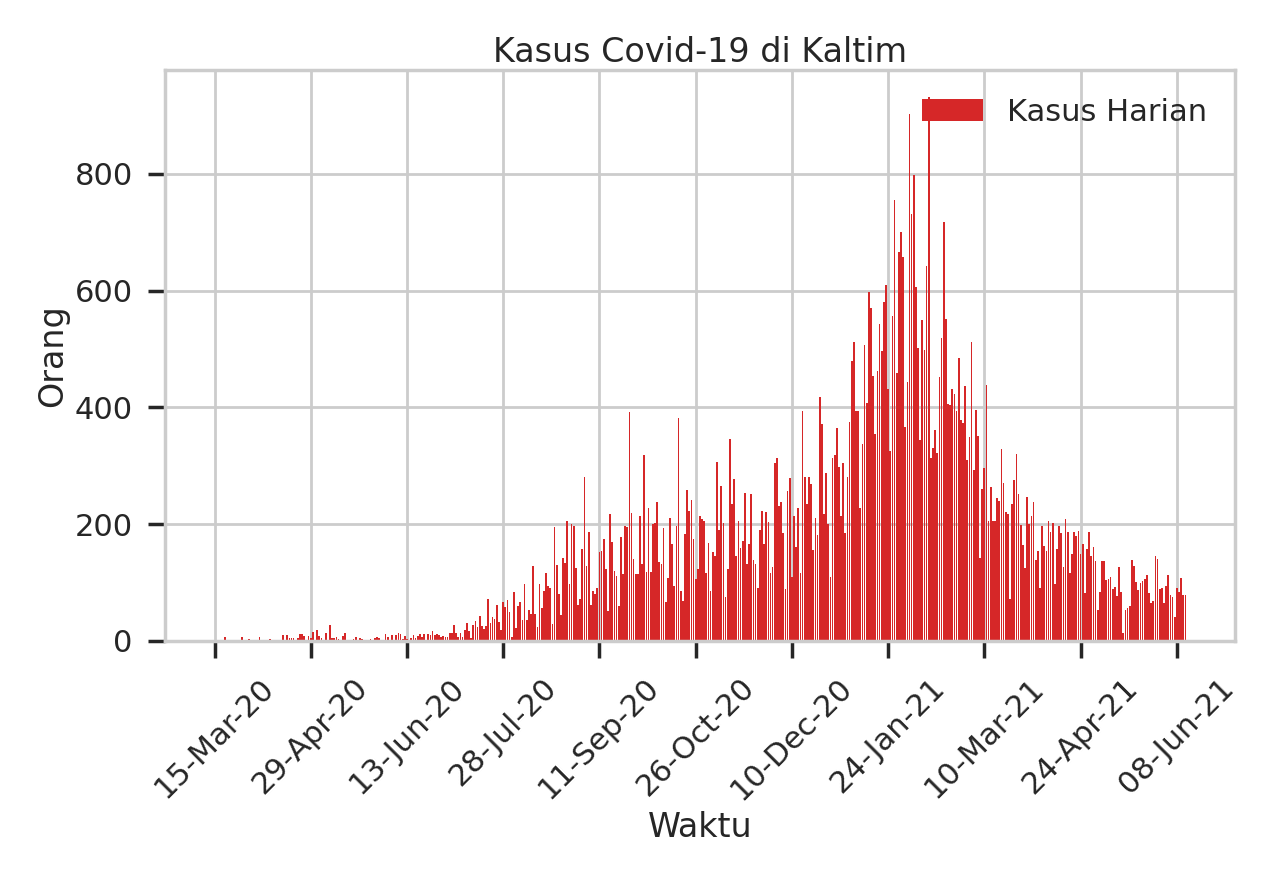 Kasus Covid-19 di Kaltim
Kasus Harian
Orang
800
600
400
200
0
15-Mar-20
29-Apr-20
13-Jun-20
28-Jul-20
11-Sep-20
26-Oct-20
10-Dec-20
24-Jan-21
10-Mar-21
24-Apr-21
08-Jun-21
Waktu